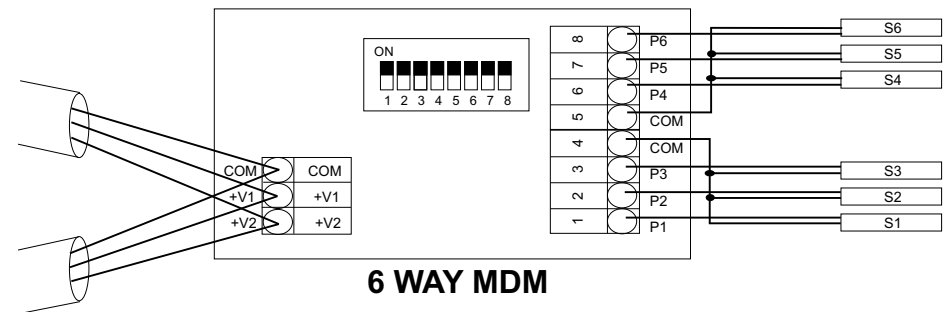 ON
1 2 3 4 5 6 7 8
COM COM
+V1 +V1
+V2 +V2
8 P6
7 P5
6 P4
5 COM
4 COM
3 P3
2 P2
1 P1
S6
S5
S4
S3
S2
S1
6 WAY MDM